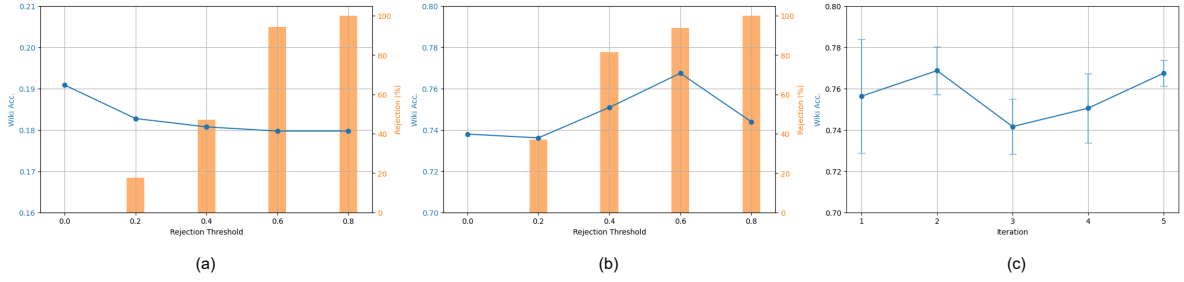 0.21
0.20
0.19
0.18
0.17
0.16
Wiki Acc.
0.0 0.2 0.4 0.6 0.8
Rejection Threshold
100
80
60
40
20
0
Rejection (%)
(a)
0.80
0.78
0.76
0.74
0.72
0.70
Wiki Acc.
0.0 0.2 0.4 0.6 0.8
Rejection Threshold
100
80
60
40
20
0
Rejection (%)
(b)
0.80
0.78
0.76
0.74
0.72
0.70
Wiki Acc.
1 2 3 4 5
Iteration
(c)